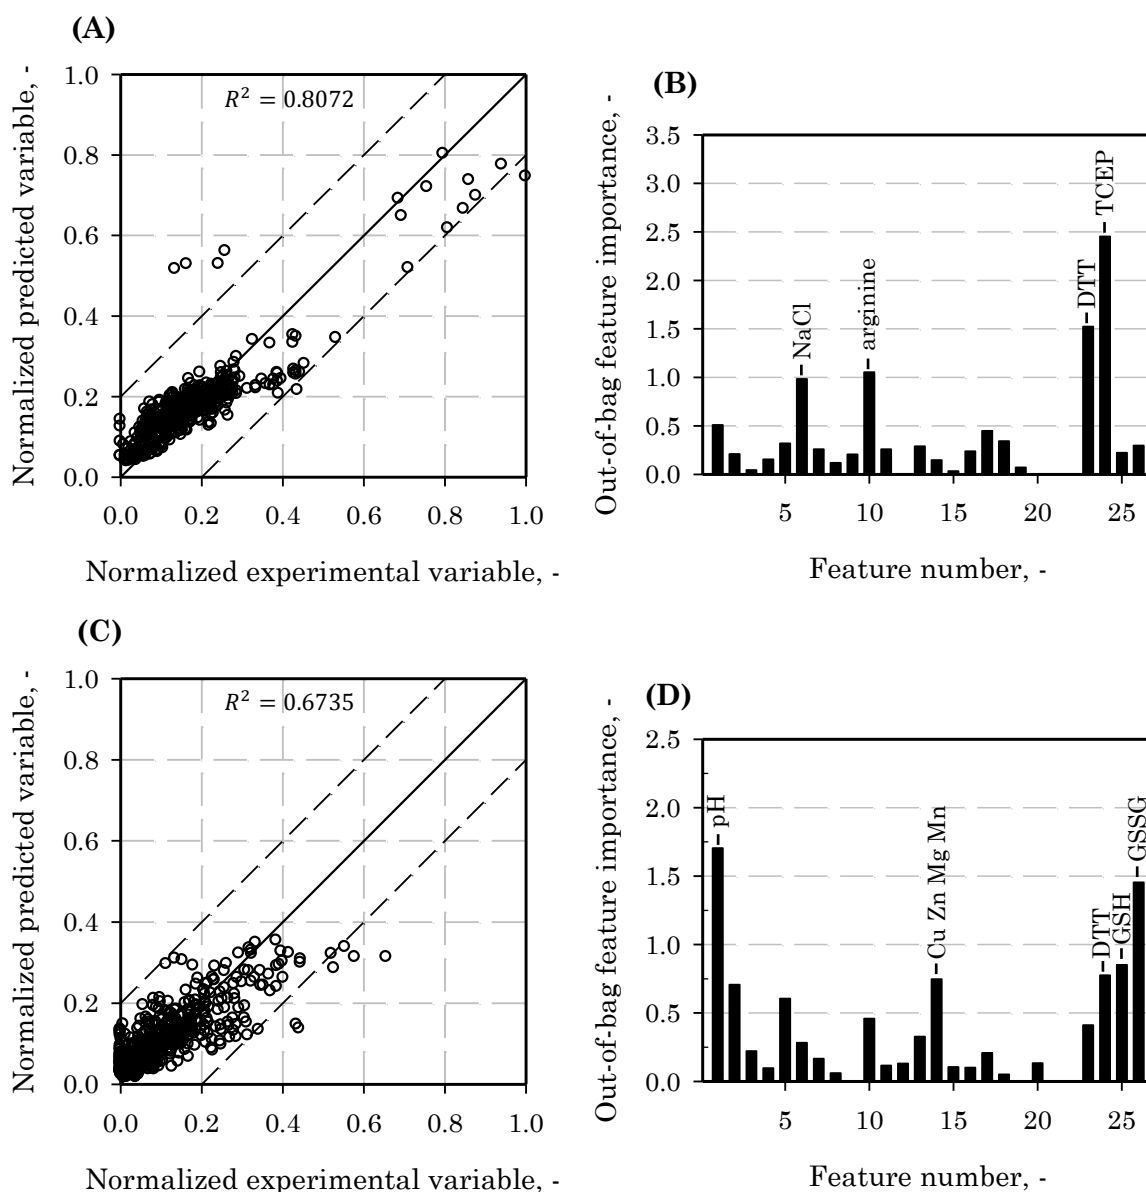 (A)
Normalized predicted variable, -
1.0
0.8
0.6
0.4
0.2
0.0
R² = 0.8072
0.0 0.2 0.4 0.6 0.8 1.0
Normalized experimental variable, -
(B)
Out-of-bag feature importance, -
3.5
3.0
2.5
2.0
1.5
1.0
0.5
0.0
NaCl
arginine
DTT
TCEP
5 10 15 20 25
Feature number, -
(C)
Normalized predicted variable, -
1.0
0.8
0.6
0.4
0.2
0.0
R² = 0.6735
0.0 0.2 0.4 0.6 0.8 1.0
Normalized experimental variable, -
(D)
Out-of-bag feature importance, -
2.5
2.0
1.5
1.0
0.5
0.0
pH
Cu Zn Mg Mn
DTT
GSH
GSSG
5 10 15 20 25
Feature number, -